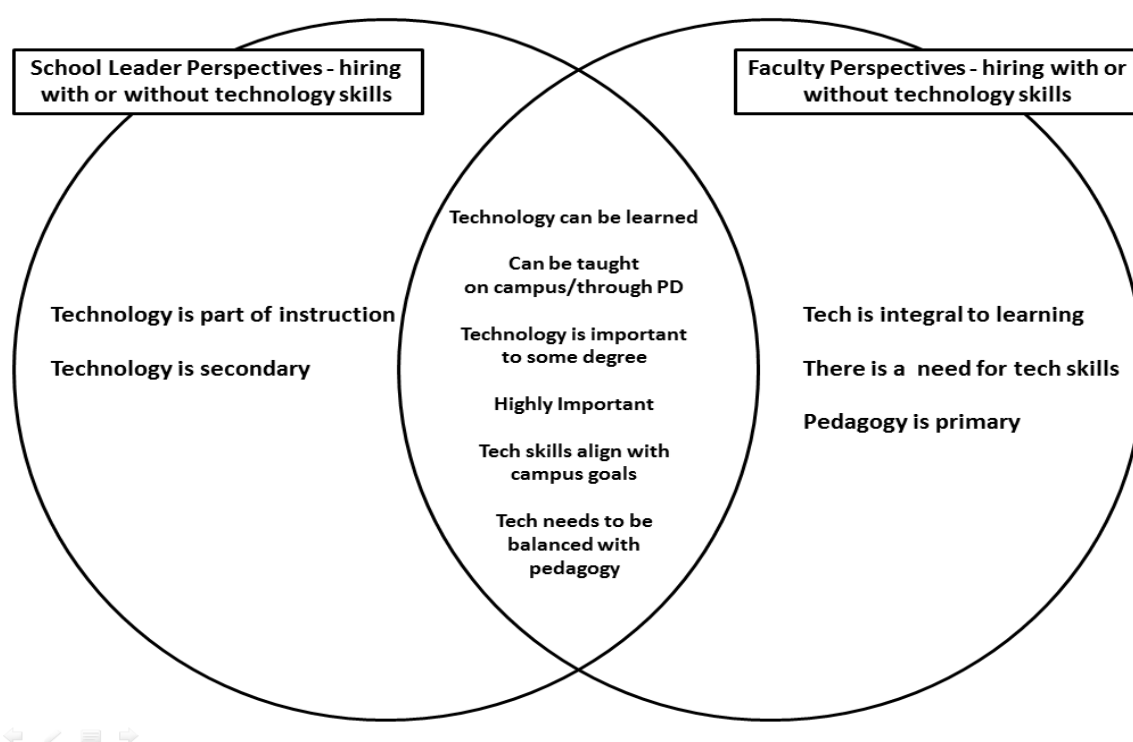 School Leader Perspectives - hiring
with or without technology skills
Faculty Perspectives - hiring with or
without technology skills
Technology is part of instruction
Technology is secondary
Technology can be learned
Can be taught
on campus/through PD
Technology is important
to some degree
Highly Important
Tech skills align with
campus goals
Tech needs to be
balanced with
pedagogy
Tech is integral to learning
There is a need for tech skills
Pedagogy is primary